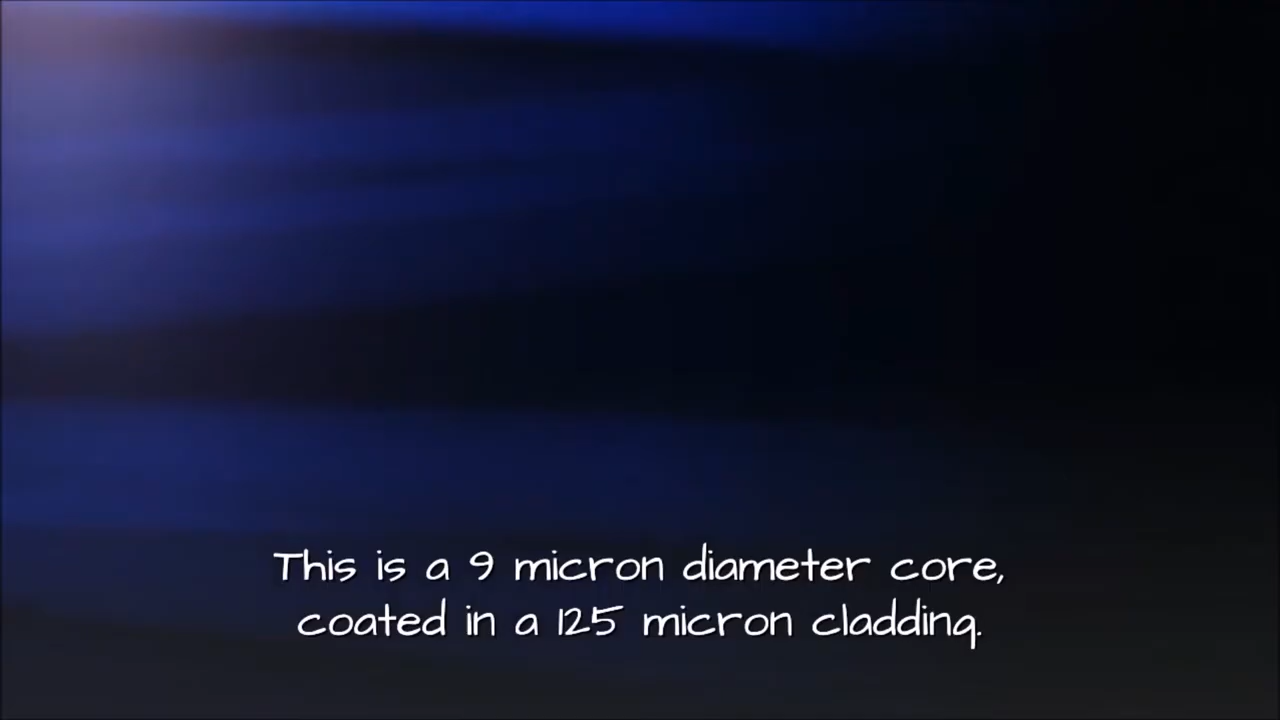 This is a 9 micron diameter core,
coated in a 125 micron cladding.